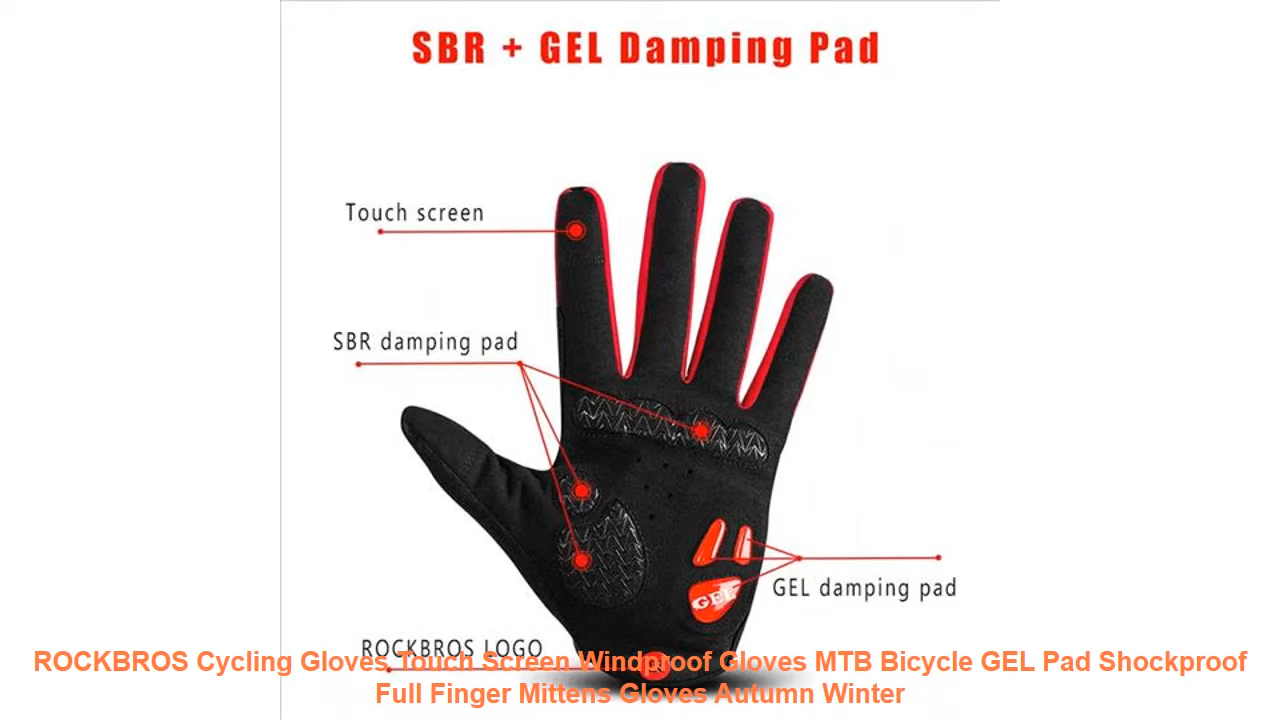 SBR + GEL Damping Pad
Touch screen
SBR damping pad
GEL
GEL damping pad
ROCKBROS LOGO
ROCKBROS Cycling Gloves Touch Screen Windproof Gloves MTB Bicycle GEL Pad Shockproof
Full Finger Mittens Gloves Autumn Winter